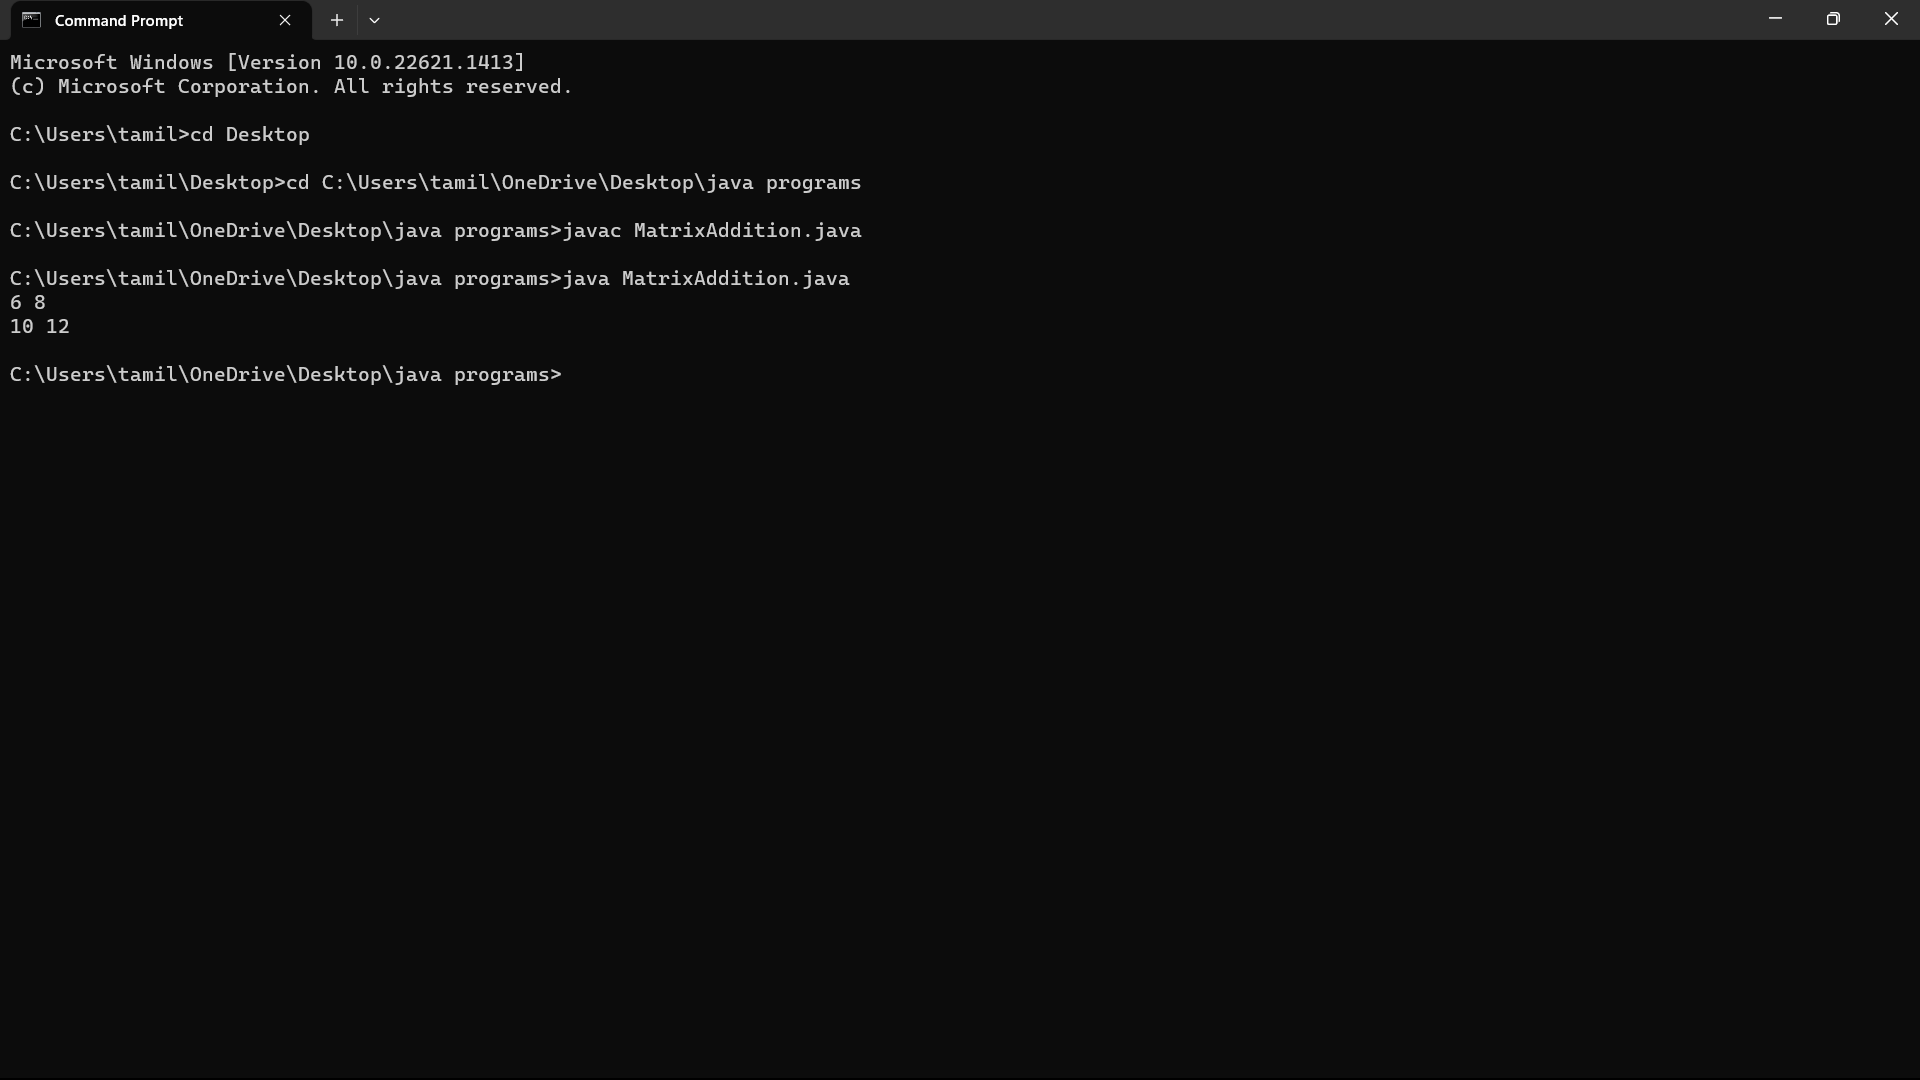 Command Prompt
Microsoft Windows [Version 10.0.22621.1413]
(c) Microsoft Corporation. All rights reserved.
C:\Users\tamil>cd Desktop
C:\Users\tamil\Desktop>cd C:\Users\tamil\OneDrive\Desktop\java programs
C:\Users\tamil\OneDrive\Desktop\java programs>javac MatrixAddition.java
C:\Users\tamil\OneDrive\Desktop\java programs>java MatrixAddition.java
6 8
10 12
C:\Users\tamil\OneDrive\Desktop\java programs>